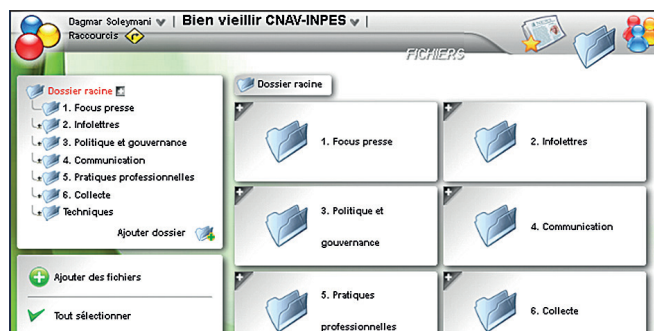 Dagmar Soleymani | Bien vieillir CNAV-INPES |
Raccourcis
FICHIERS
Dossier racine
1. Focus presse
2. Infolettres
3. Politique et gouvernance
4. Communication
5. Pratiques professionnelles
6. Collecte
Techniques
Ajouter dossier
Ajouter des fichiers
Tout sélectionner
Dossier racine
1. Focus presse
2. Infolettres
3. Politique et
gouvernance
4. Communication
5. Pratiques
professionnelles
6. Collecte